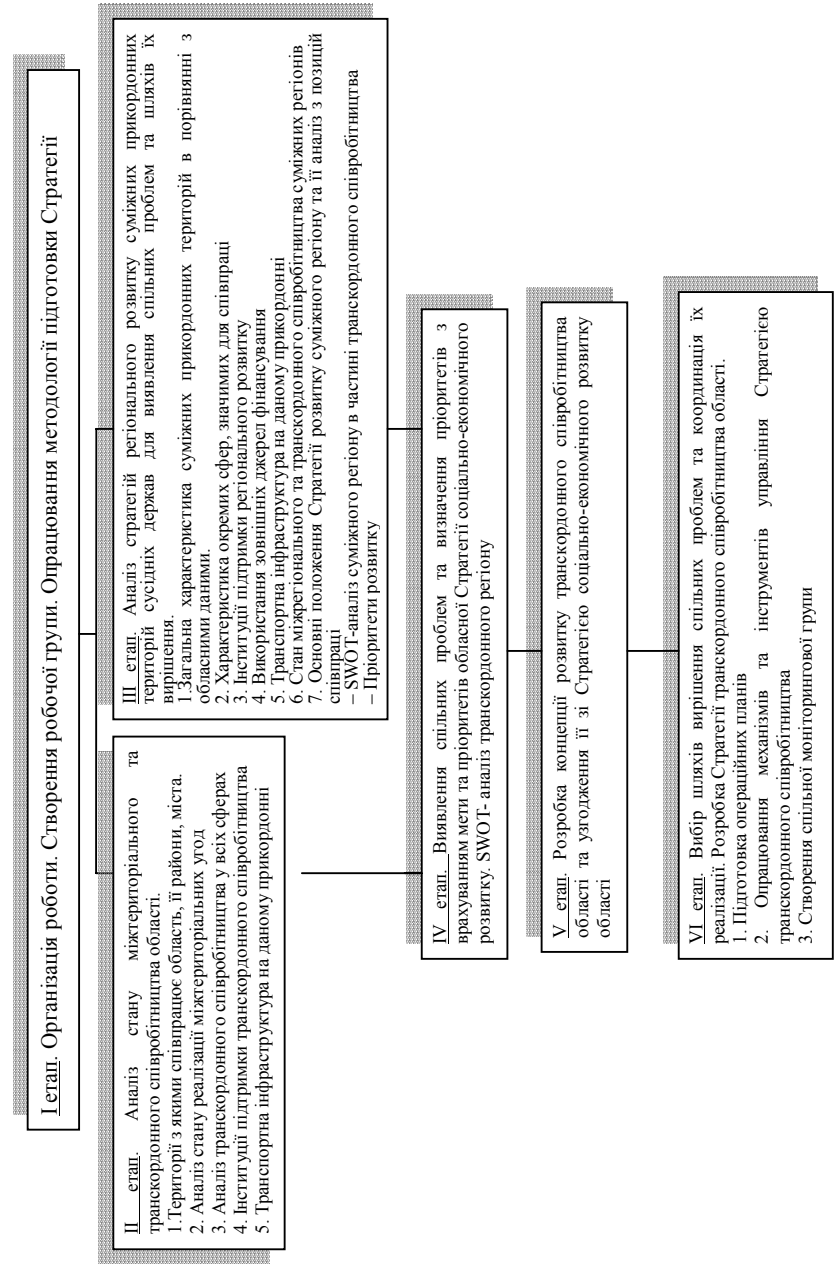 I етап. Організація роботи. Створення робочої групи. Опрацювання методології підготовки Стратегії
II етап. Аналіз стану міжтериторіального та
транскордонного співробітництва області.
1.Території з якими співпрацює область, її райони, міста.
2. Аналіз стану реалізації міжтериторіальних угод
3. Аналіз транскордонного співробітництва у всіх сферах
4. Інституції підтримки транскордонного співробітництва
5. Транспортна інфраструктура на даному прикордонні
III етап. Аналіз стратегій регіонального розвитку суміжних прикордонних
територій сусідніх держав для виявлення спільних проблем та шляхів їх
вирішення.
1.Загальна характеристика суміжних прикордонних територій в порівнянні з
обласними даними.
2. Характеристика окремих сфер, значимих для співпраці
3. Інституції підтримки регіонального розвитку
4. Використання зовнішніх джерел фінансування
5. Транспортна інфраструктура на даному прикордонні
6. Стан міжрегіонального та транскордонного співробітництва суміжних регіонів
7. Основні положення Стратегії розвитку суміжного регіону та її аналіз з позицій
співпраці
– SWOT-аналіз суміжного регіону в частині транскордонного співробітництва
– Пріоритети розвитку
IV етап. Виявлення спільних проблем та визначення пріоритетів з
врахуванням мети та пріоритетів обласної Стратегії соціально-економічного
розвитку. SWOT- аналіз транскордонного регіону
V етап. Розробка концепції розвитку транскордонного співробітництва
області та узгодження її зі Стратегією соціально-економічного розвитку
області
VI етап. Вибір шляхів вирішення спільних проблем та координація їх
реалізації. Розробка Стратегії транскордонного співробітництва області.
1. Підготовка операційних планів
2. Опрацювання механізмів та інструментів управління Стратегією
транскордонного співробітництва
3. Створення спільної моніторингової групи